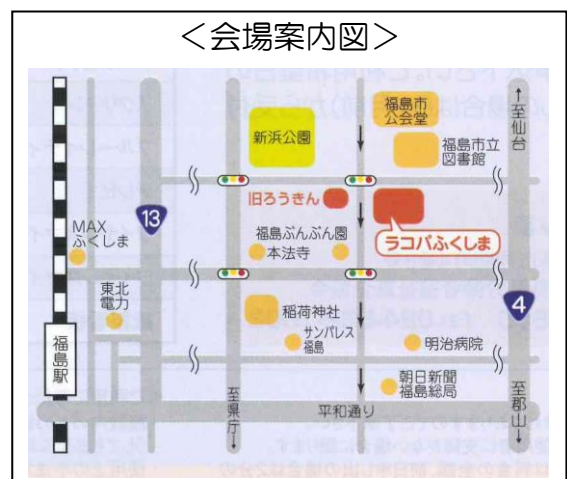 ＜会場案内図＞
福島市
公会堂
至仙台
新浜公園
福島市立
図書館
旧ろうきん
13
MAX
ふくしま
福島ぶんぶん園
本法寺
ラコパふくしま
東北
電力
4
稲荷神社
サンパレス
福島
明治病院
福島駅
朝日新聞
福島総局
至県庁
平和通り
至郡山